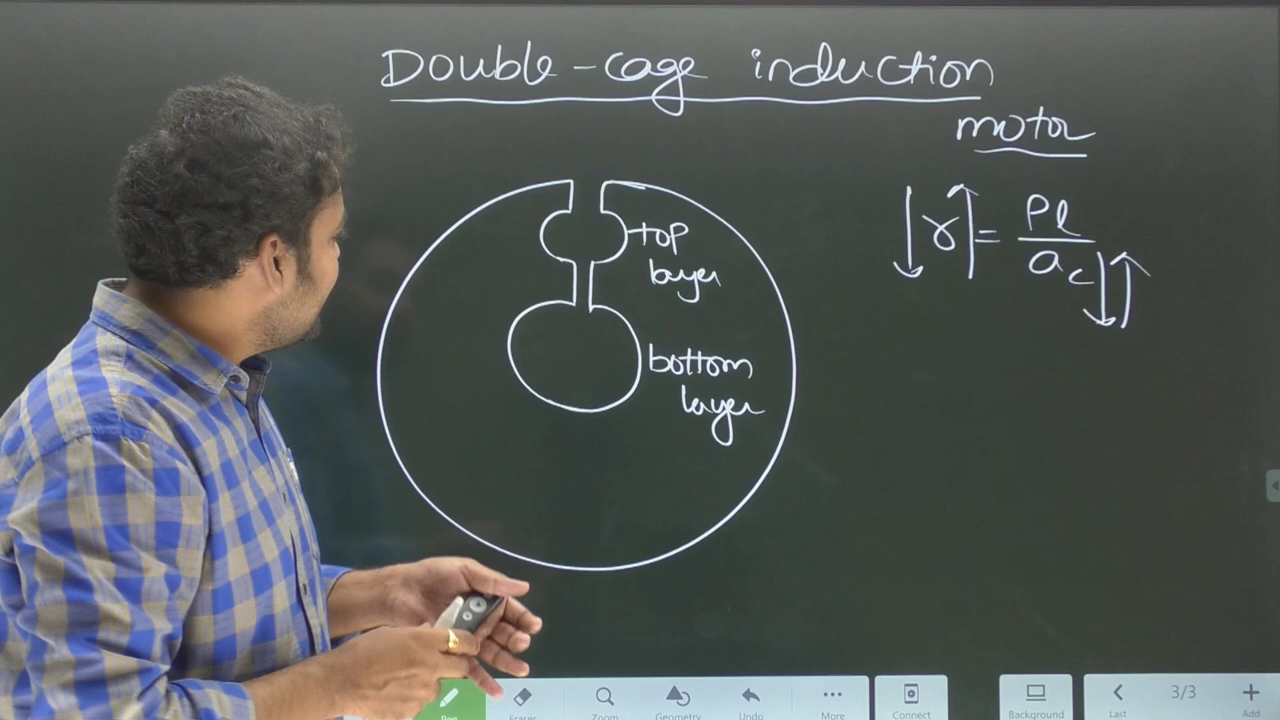 Double-cage induction
motor
top
layer
bottom
layer
↓r↑ = ρl / a_c↓↑
Pen
Eraser
Zoom
Geometry
Undo
More
Connect
Background
Last
3/3
Add